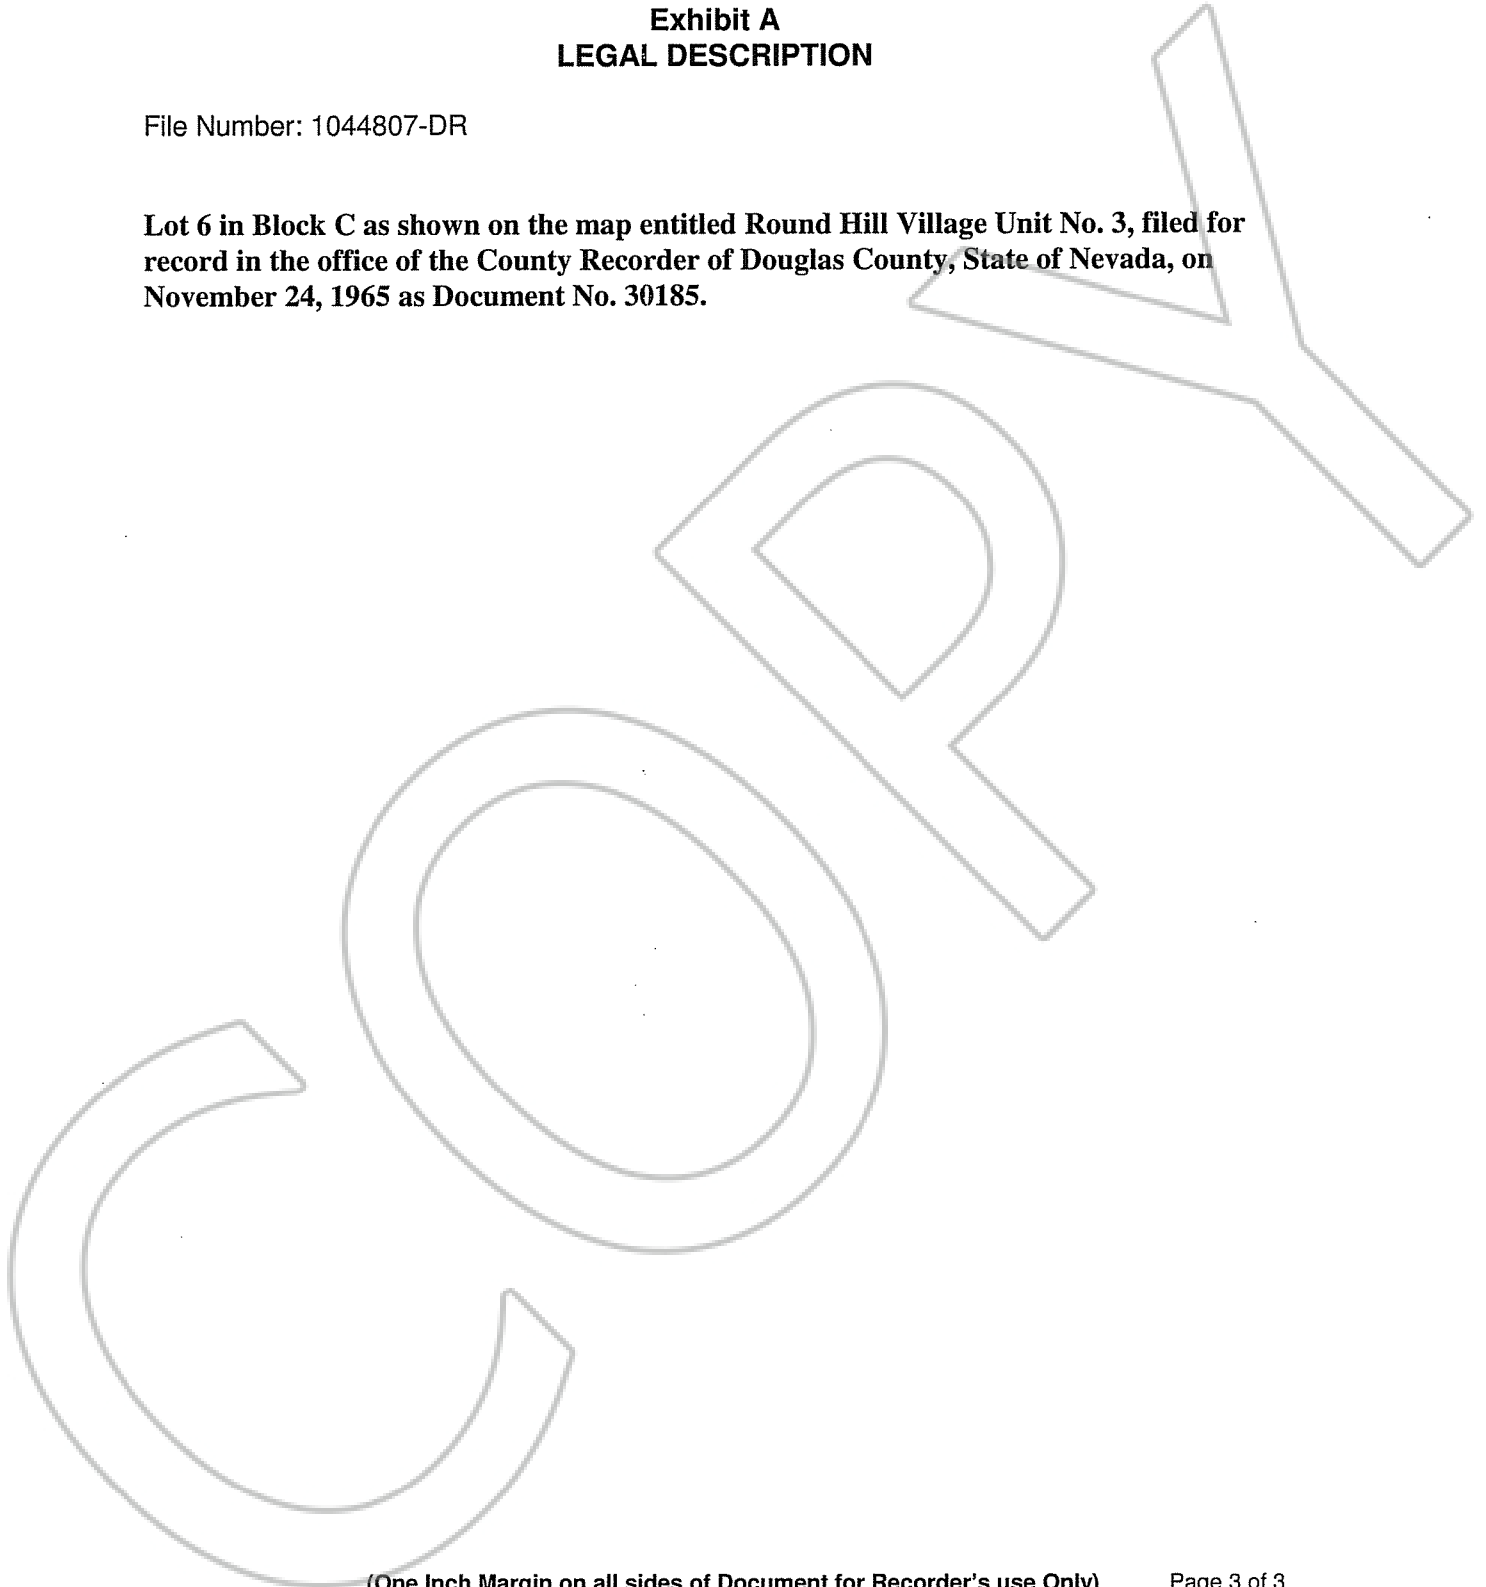 Exhibit A
LEGAL DESCRIPTION
File Number: 1044807-DR
Lot 6 in Block C as shown on the map entitled Round Hill Village Unit No. 3, filed for
record in the office of the County Recorder of Douglas County, State of Nevada, on
November 24, 1965 as Document No. 30185.
COPY
(One Inch Margin on all sides of Document for Recorder's use Only) Page 3 of 3